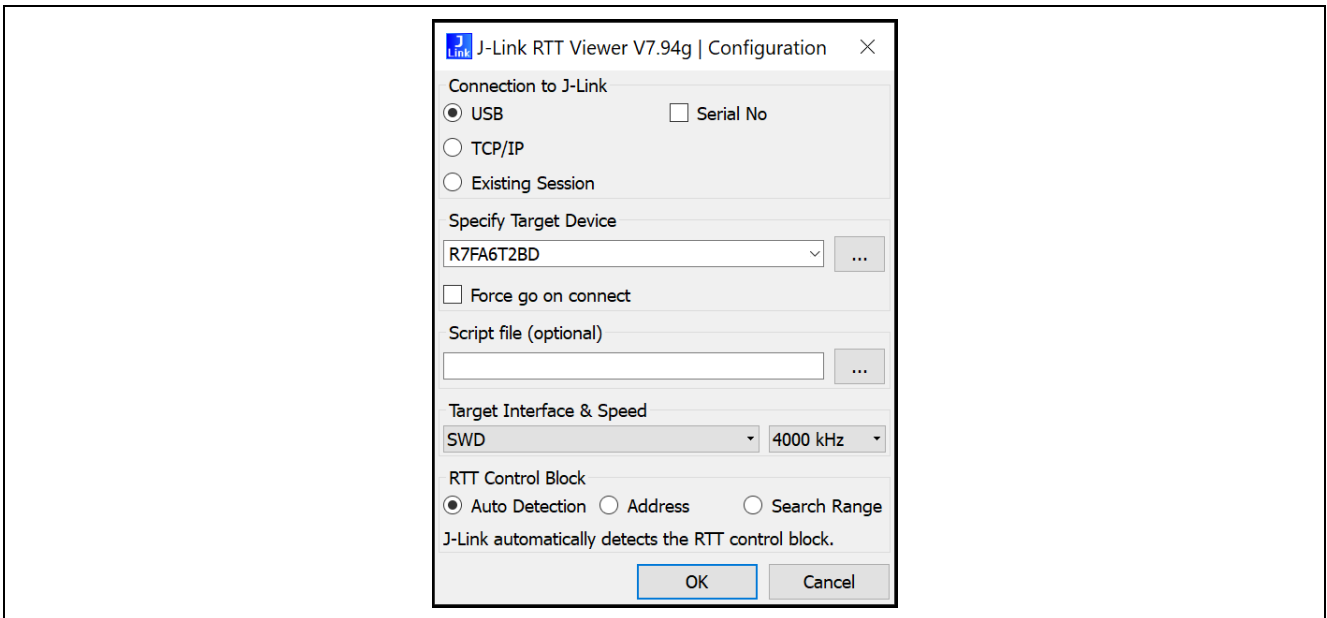 J Link J-Link RTT Viewer V7.94g | Configuration
Connection to J-Link
USB Serial No
TCP/IP
Existing Session
Specify Target Device
R7FA6T2BD ...
Force go on connect
Script file (optional)
...
Target Interface & Speed
SWD 4000 kHz
RTT Control Block
Auto Detection Address Search Range
J-Link automatically detects the RTT control block.
OK Cancel